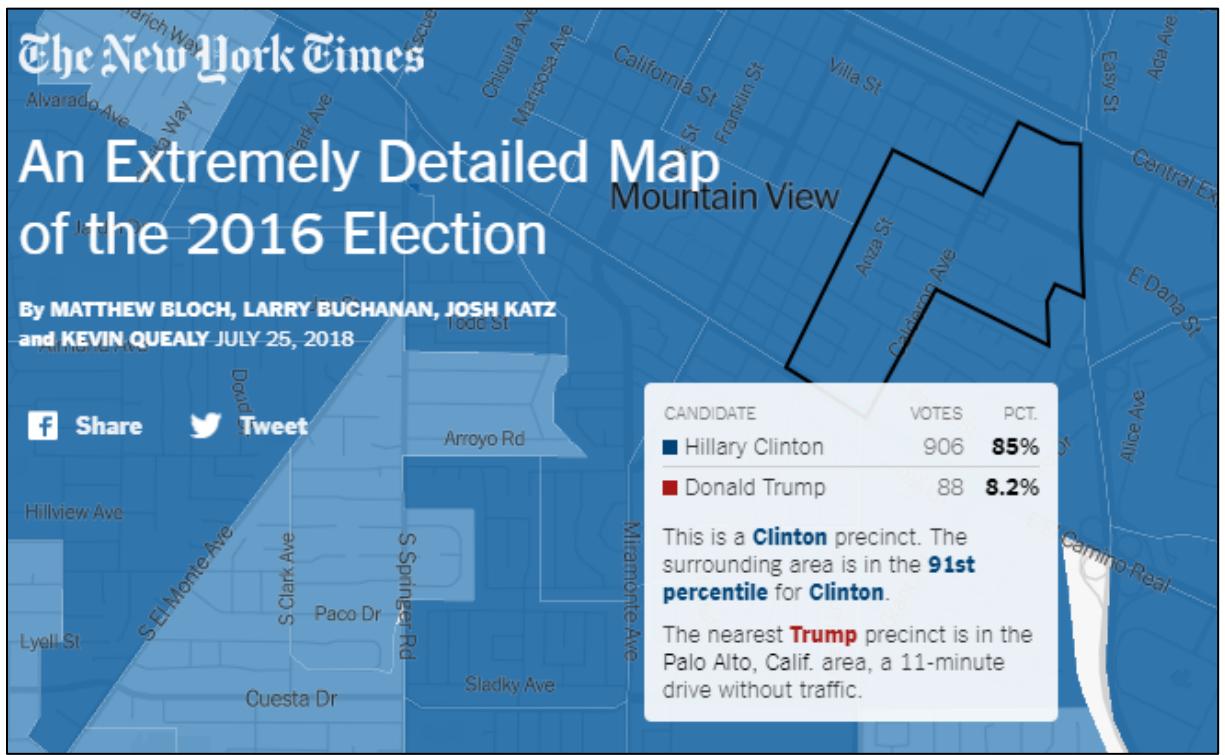 The New York Times
An Extremely Detailed Map
of the 2016 Election
By MATTHEW BLOCH, LARRY BUCHANAN, JOSH KATZ
and KEVIN QUEALY JULY 25, 2018
Share
Tweet
Alvarado Ave
Clark Ave
Chiquita Ave
Mariposa Ave
California St
Franklin St
Villa St
Easy St
Ada Ave
Central Ex
Mountain View
Anza St
Calderon Ave
E Dana St
Todd St
Arroyo Rd
Alice Ave
Hillview Ave
S El Monte Ave
S Clark Ave
S Springer Rd
Miramonte Ave
Paco Dr
Lyell St
Cuesta Dr
Sladky Ave
Camino Real
CANDIDATE VOTES PCT.
Hillary Clinton 906 85%
Donald Trump 88 8.2%
This is a Clinton precinct. The
surrounding area is in the 91st
percentile for Clinton.
The nearest Trump precinct is in the
Palo Alto, Calif. area, a 11-minute
drive without traffic.